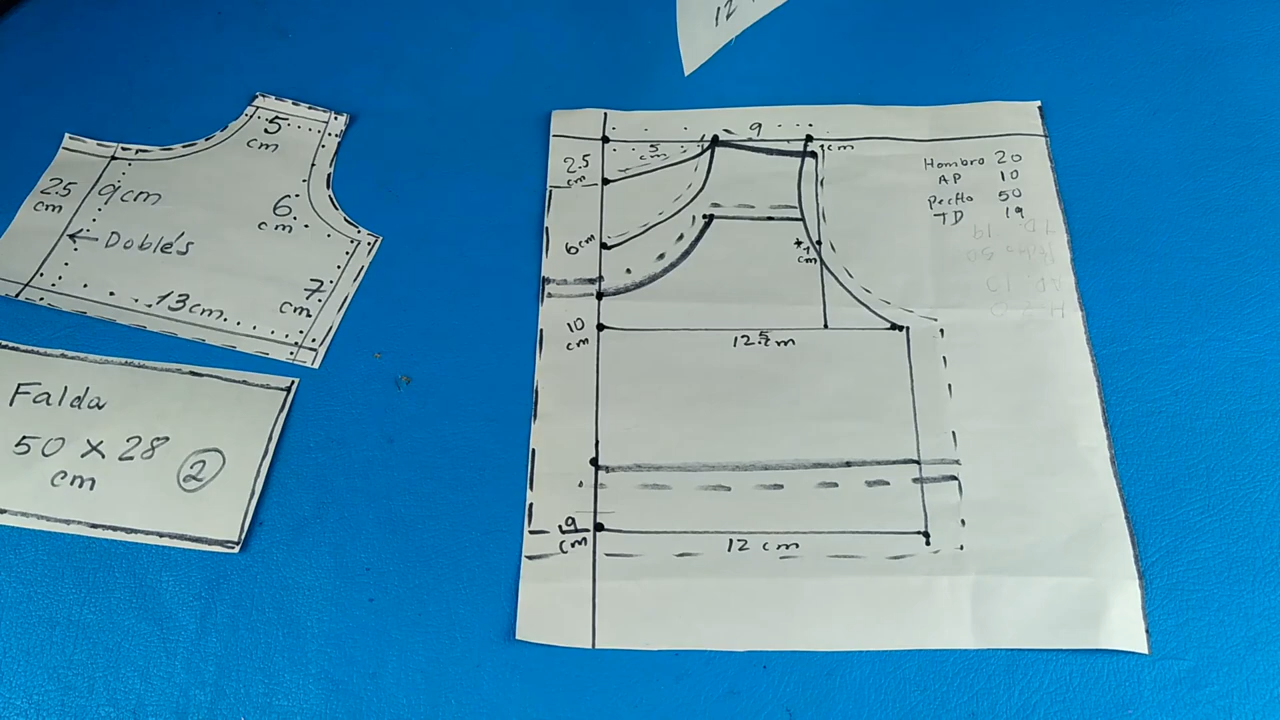 12
5
cm
2.5
cm
9cm
6
cm
Doblés
7
cm
13cm
Falda
50 x 28
cm
2
9
5
cm
1cm
2.5
cm
6cm
*1
cm
10
cm
12.5cm
19
cm
12 cm
Hombro 20
AP 10
pecho 50
TD 19